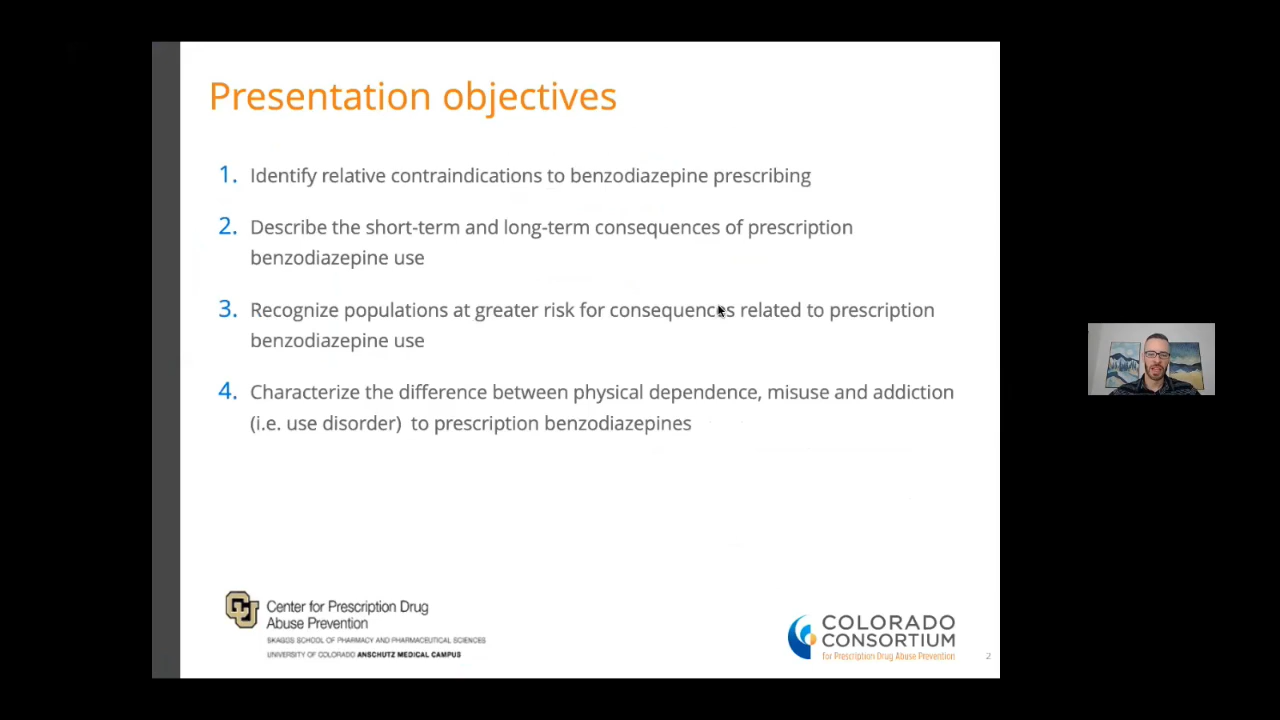 Presentation objectives
1. Identify relative contraindications to benzodiazepine prescribing
2. Describe the short-term and long-term consequences of prescription
benzodiazepine use
3. Recognize populations at greater risk for consequences related to prescription
benzodiazepine use
4. Characterize the difference between physical dependence, misuse and addiction
(i.e. use disorder) to prescription benzodiazepines
CU
Center for Prescription Drug
Abuse Prevention
SKAGGS SCHOOL OF PHARMACY AND PHARMACEUTICAL SCIENCES
UNIVERSITY OF COLORADO ANSCHUTZ MEDICAL CAMPUS
COLORADO
CONSORTIUM
for Prescription Drug Abuse Prevention
2